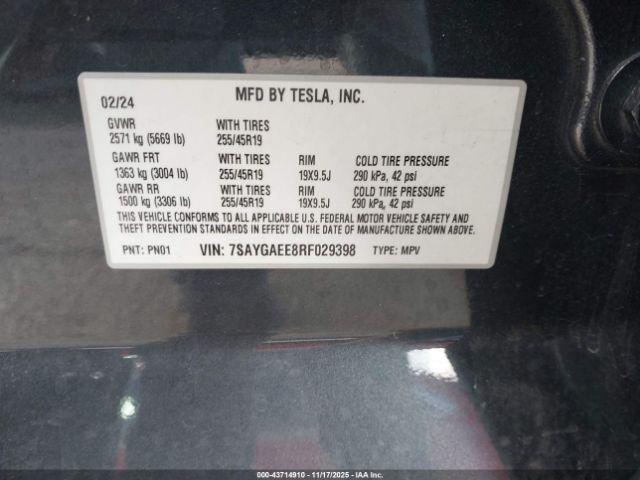 02/24 MFD BY TESLA, INC.
GVWR WITH TIRES
2571 kg (5669 lb) 255/45R19
GAWR FRT WITH TIRES RIM COLD TIRE PRESSURE
1363 kg (3004 lb) 255/45R19 19X9.5J 290 kPa, 42 psi
GAWR RR WITH TIRES RIM COLD TIRE PRESSURE
1500 kg (3306 lb) 255/45R19 19X9.5J 290 kPa, 42 psi
THIS VEHICLE CONFORMS TO ALL APPLICABLE U.S. FEDERAL MOTOR VEHICLE SAFETY AND
THEFT PREVENTION STANDARDS IN EFFECT ON THE DATE OF MANUFACTURE SHOWN ABOVE.
PNT: PN01 VIN: 7SAYGAEE8RF029398 TYPE: MPV
000-43714910 - 11/17/2025 - IAA Inc.